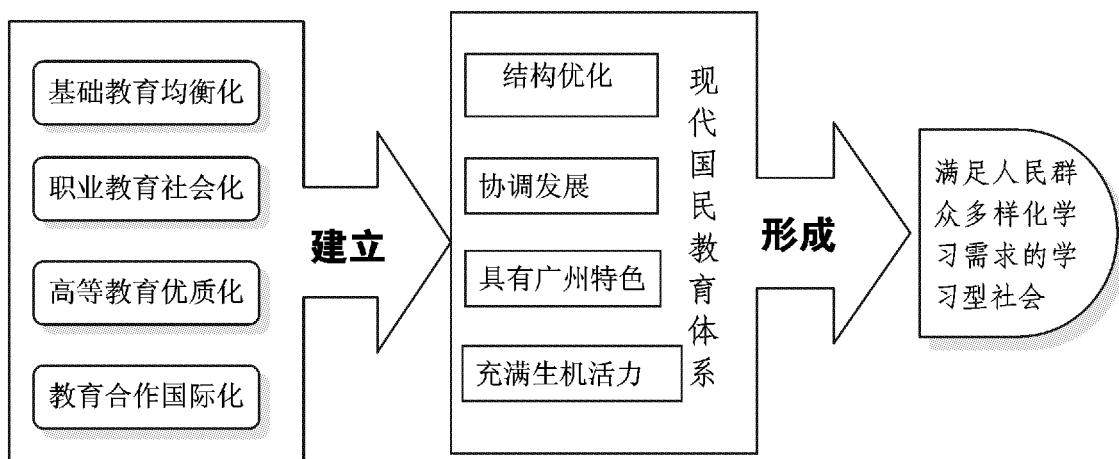 基础教育均衡化
职业教育社会化
高等教育优质化
教育合作国际化
建立
结构优化
协调发展
具有广州特色
充满生机活力
现代国民教育体系
形成
满足人民群
众多样化学
习需求的学
习型社会